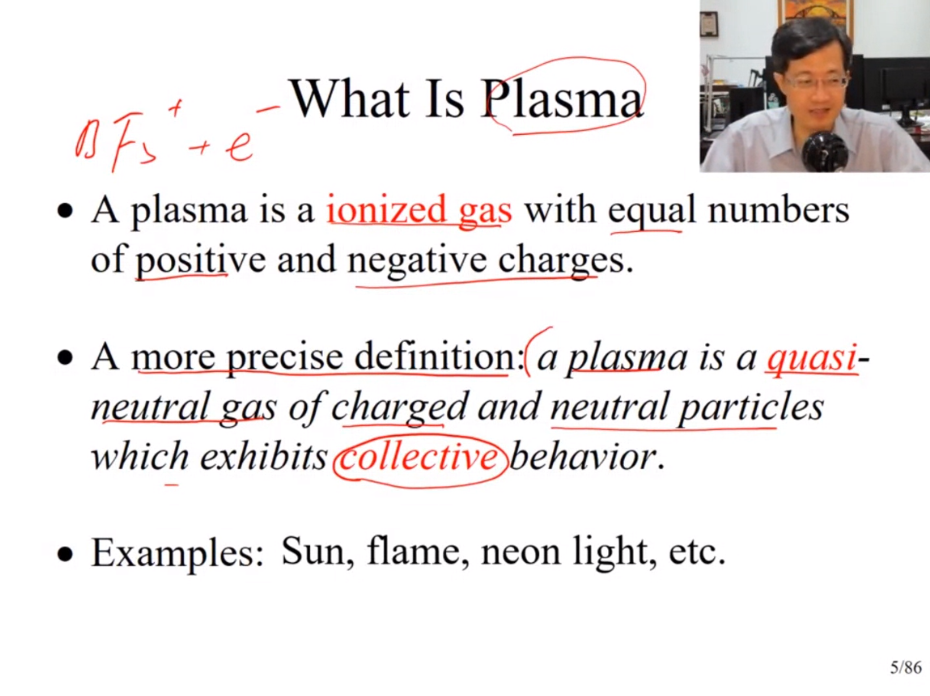 What Is Plasma
BF₃⁺ + e⁻
• A plasma is a ionized gas with equal numbers
of positive and negative charges.
• A more precise definition: a plasma is a quasi-
neutral gas of charged and neutral particles
which exhibits collective behavior.
• Examples: Sun, flame, neon light, etc.
5/86